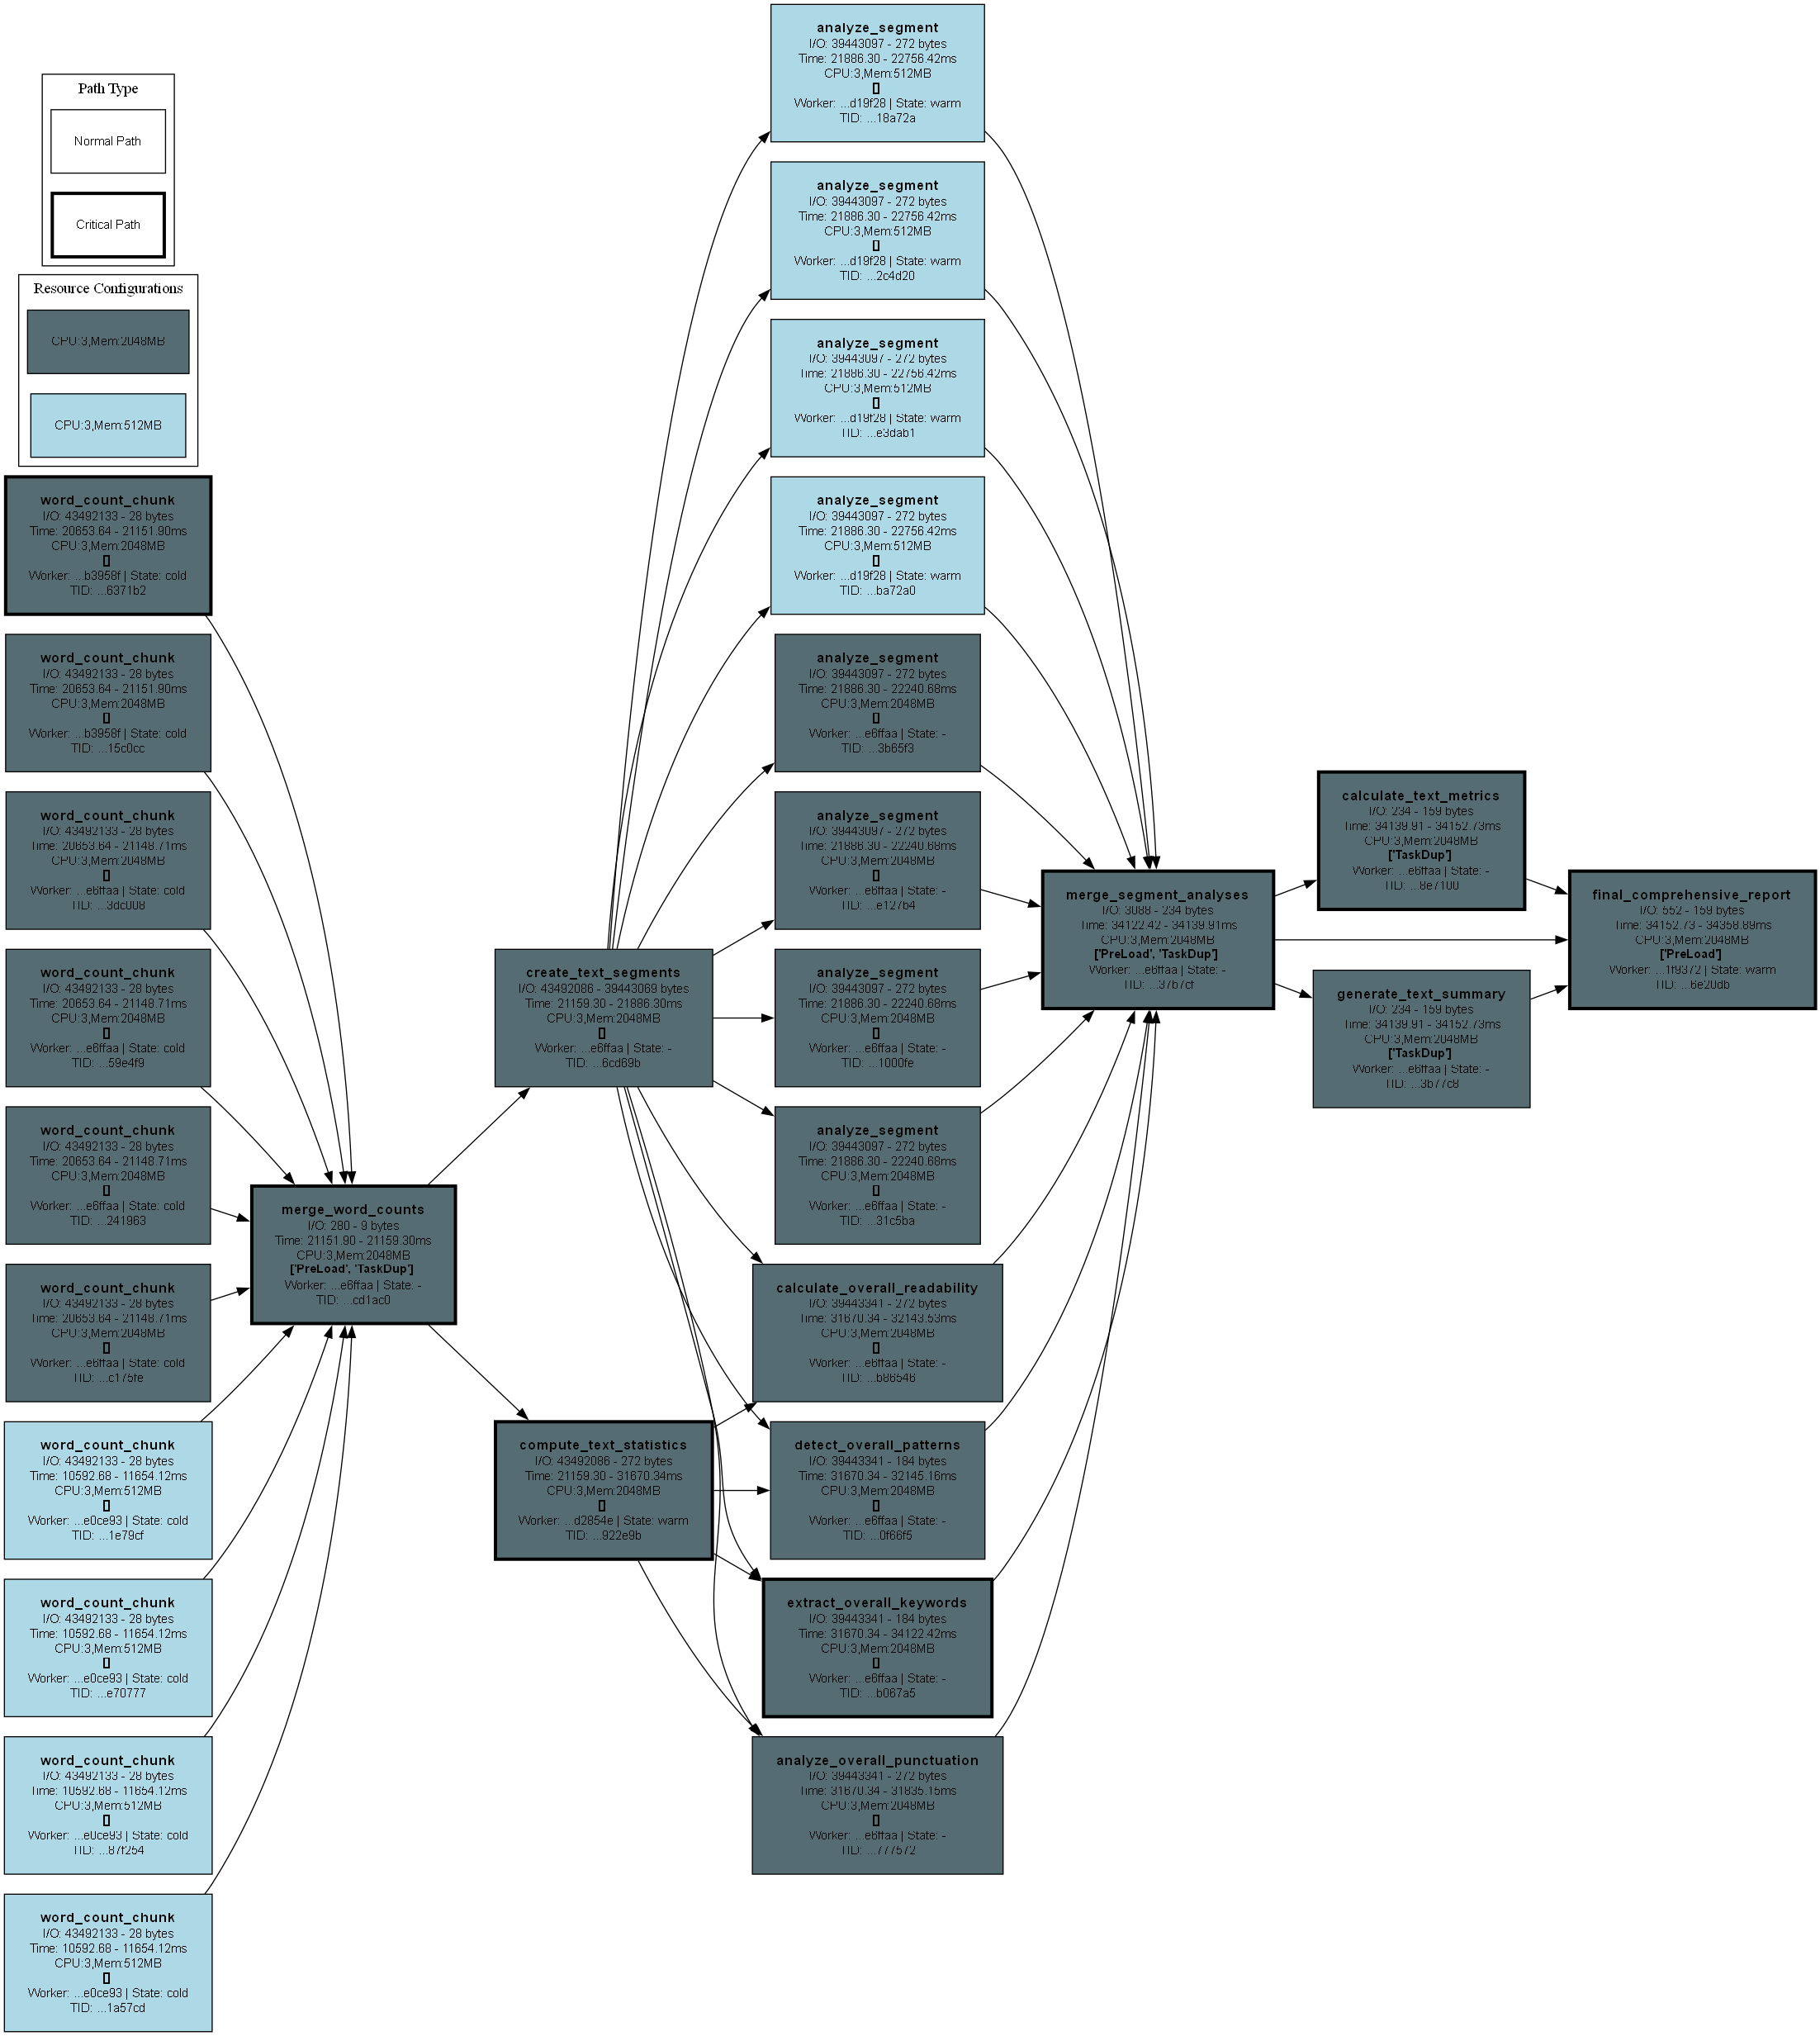 Path Type
Normal Path
Critical Path
Resource Configurations
CPU:3,Mem:2048MB
CPU:3,Mem:512MB
word_count_chunk
I/O: 43492133 - 28 bytes
Time: 20653.64 - 21151.90ms
CPU:3,Mem:2048MB
[]
Worker: ...b3958f | State: cold
TID: ...6371b2
word_count_chunk
I/O: 43492133 - 28 bytes
Time: 20653.64 - 21151.90ms
CPU:3,Mem:2048MB
[]
Worker: ...b3958f | State: cold
TID: ...15c0cc
word_count_chunk
I/O: 43492133 - 28 bytes
Time: 20653.64 - 21148.71ms
CPU:3,Mem:2048MB
[]
Worker: ...e6ffaa | State: cold
TID: ...3dc008
word_count_chunk
I/O: 43492133 - 28 bytes
Time: 20653.64 - 21148.71ms
CPU:3,Mem:2048MB
[]
Worker: ...e6ffaa | State: cold
TID: ...59e4f9
word_count_chunk
I/O: 43492133 - 28 bytes
Time: 20653.64 - 21148.71ms
CPU:3,Mem:2048MB
[]
Worker: ...e6ffaa | State: cold
TID: ...241963
word_count_chunk
I/O: 43492133 - 28 bytes
Time: 20653.64 - 21148.71ms
CPU:3,Mem:2048MB
[]
Worker: ...e6ffaa | State: cold
TID: ...c175fe
word_count_chunk
I/O: 43492133 - 28 bytes
Time: 10592.68 - 11654.12ms
CPU:3,Mem:512MB
[]
Worker: ...e0ce93 | State: cold
TID: ...1e79cf
word_count_chunk
I/O: 43492133 - 28 bytes
Time: 10592.68 - 11654.12ms
CPU:3,Mem:512MB
[]
Worker: ...e0ce93 | State: cold
TID: ...e70777
word_count_chunk
I/O: 43492133 - 28 bytes
Time: 10592.68 - 11654.12ms
CPU:3,Mem:512MB
[]
Worker: ...e0ce93 | State: cold
TID: ...87f254
word_count_chunk
I/O: 43492133 - 28 bytes
Time: 10592.68 - 11654.12ms
CPU:3,Mem:512MB
[]
Worker: ...e0ce93 | State: cold
TID: ...1a57cd
merge_word_counts
I/O: 280 - 9 bytes
Time: 21151.90 - 21159.30ms
CPU:3,Mem:2048MB
['PreLoad', 'TaskDup']
Worker: ...e6ffaa | State: -
TID: ...cd1ac0
create_text_segments
I/O: 43492086 - 39443069 bytes
Time: 21159.30 - 21886.30ms
CPU:3,Mem:2048MB
[]
Worker: ...e6ffaa | State: -
TID: ...6cd69b
compute_text_statistics
I/O: 43492086 - 272 bytes
Time: 21159.30 - 31670.34ms
CPU:3,Mem:2048MB
[]
Worker: ...d2854e | State: warm
TID: ...922e9b
analyze_segment
I/O: 39443097 - 272 bytes
Time: 21886.30 - 22756.42ms
CPU:3,Mem:512MB
[]
Worker: ...d19f28 | State: warm
TID: ...18a72a
analyze_segment
I/O: 39443097 - 272 bytes
Time: 21886.30 - 22756.42ms
CPU:3,Mem:512MB
[]
Worker: ...d19f28 | State: warm
TID: ...2c4d20
analyze_segment
I/O: 39443097 - 272 bytes
Time: 21886.30 - 22756.42ms
CPU:3,Mem:512MB
[]
Worker: ...d19f28 | State: warm
TID: ...e3dab1
analyze_segment
I/O: 39443097 - 272 bytes
Time: 21886.30 - 22756.42ms
CPU:3,Mem:512MB
[]
Worker: ...d19f28 | State: warm
TID: ...ba72a0
analyze_segment
I/O: 39443097 - 272 bytes
Time: 21886.30 - 22240.68ms
CPU:3,Mem:2048MB
[]
Worker: ...e6ffaa | State: -
TID: ...3b65f3
analyze_segment
I/O: 39443097 - 272 bytes
Time: 21886.30 - 22240.68ms
CPU:3,Mem:2048MB
[]
Worker: ...e6ffaa | State: -
TID: ...e127b4
analyze_segment
I/O: 39443097 - 272 bytes
Time: 21886.30 - 22240.68ms
CPU:3,Mem:2048MB
[]
Worker: ...e6ffaa | State: -
TID: ...1000fe
analyze_segment
I/O: 39443097 - 272 bytes
Time: 21886.30 - 22240.68ms
CPU:3,Mem:2048MB
[]
Worker: ...e6ffaa | State: -
TID: ...31c5ba
calculate_overall_readability
I/O: 39443341 - 272 bytes
Time: 31670.34 - 32143.53ms
CPU:3,Mem:2048MB
[]
Worker: ...e6ffaa | State: -
TID: ...b86546
detect_overall_patterns
I/O: 39443341 - 184 bytes
Time: 31670.34 - 32145.16ms
CPU:3,Mem:2048MB
[]
Worker: ...e6ffaa | State: -
TID: ...0f66f5
extract_overall_keywords
I/O: 39443341 - 184 bytes
Time: 31670.34 - 34122.42ms
CPU:3,Mem:2048MB
[]
Worker: ...e6ffaa | State: -
TID: ...b067a5
analyze_overall_punctuation
I/O: 39443341 - 272 bytes
Time: 31670.34 - 31835.15ms
CPU:3,Mem:2048MB
[]
Worker: ...e6ffaa | State: -
TID: ...777572
merge_segment_analyses
I/O: 3088 - 234 bytes
Time: 34122.42 - 34139.91ms
CPU:3,Mem:2048MB
['PreLoad', 'TaskDup']
Worker: ...e6ffaa | State: -
TID: ...37b7cf
calculate_text_metrics
I/O: 234 - 159 bytes
Time: 34139.91 - 34152.73ms
CPU:3,Mem:2048MB
['TaskDup']
Worker: ...e6ffaa | State: -
TID: ...8e7100
generate_text_summary
I/O: 234 - 159 bytes
Time: 34139.91 - 34152.73ms
CPU:3,Mem:2048MB
['TaskDup']
Worker: ...e6ffaa | State: -
TID: ...3b77c8
final_comprehensive_report
I/O: 552 - 159 bytes
Time: 34152.73 - 34358.89ms
CPU:3,Mem:2048MB
['PreLoad']
Worker: ...1f9372 | State: warm
TID: ...6e20db